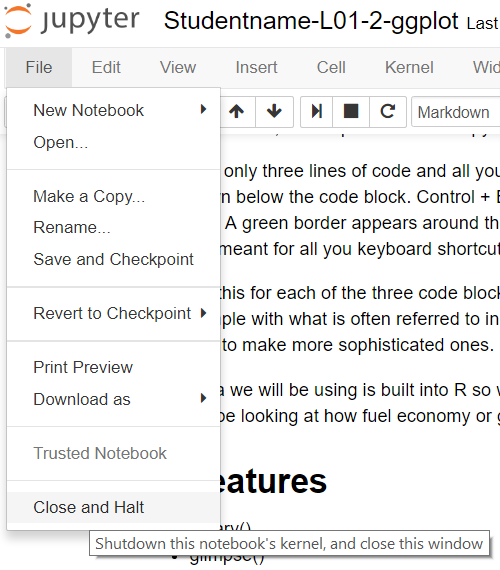 jupyter Studentname-L01-2-ggplot Last
File Edit View Insert Cell Kernel Wid
Markdown
New Notebook
Open...
Make a Copy...
Rename...
Save and Checkpoint
Revert to Checkpoint
Print Preview
Download as
Trusted Notebook
Close and Halt
Shutdown this notebook's kernel, and close this window
only three lines of code and all you
below the code block. Control + E
A green border appears around th
meant for all you keyboard shortcut
this for each of the three code block
with what is often referred to in
to make more sophisticated ones.
we will be using is built into R so w
be looking at how fuel economy or g
eatures
glimpse()